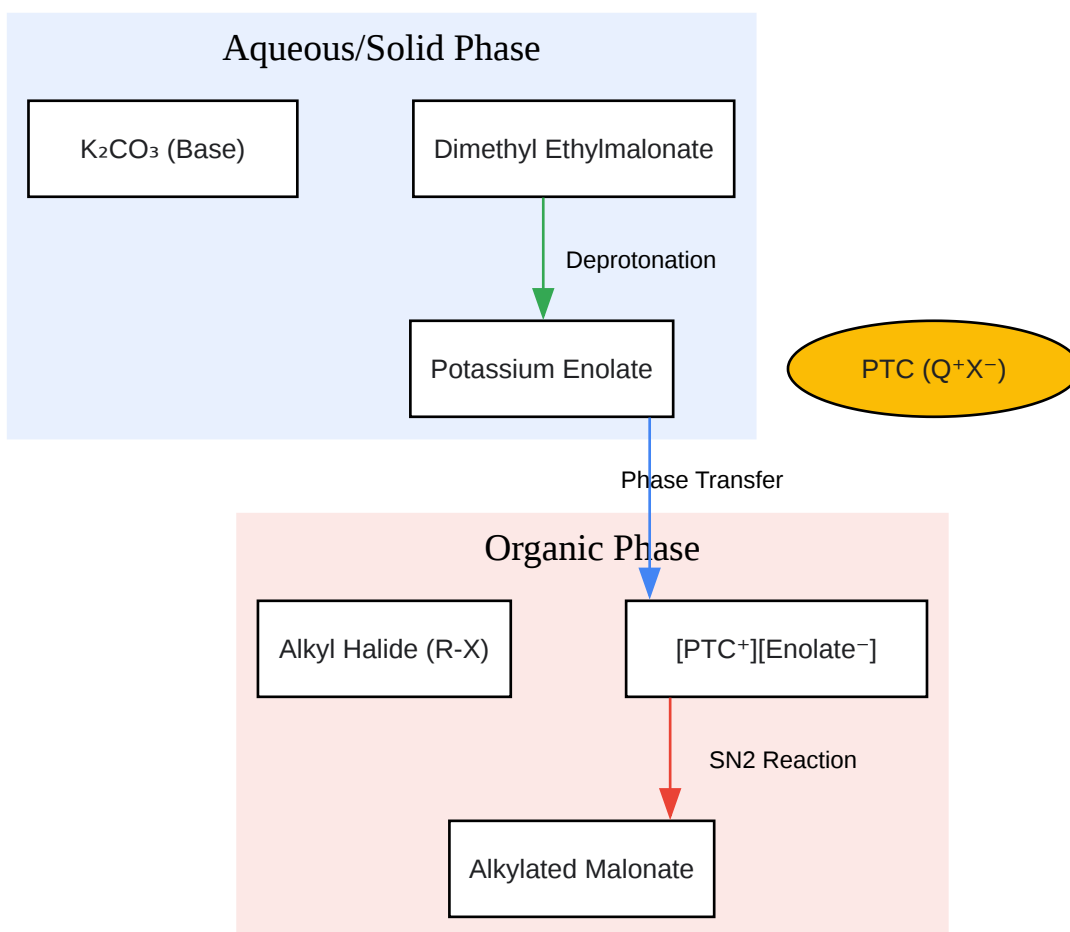 Aqueous/Solid Phase
K₂CO₃ (Base)
Dimethyl Ethylmalonate
Deprotonation
Potassium Enolate
PTC (Q⁺X⁻)
Phase Transfer
Organic Phase
Alkyl Halide (R-X)
[PTC⁺][Enolate⁻]
SN2 Reaction
Alkylated Malonate